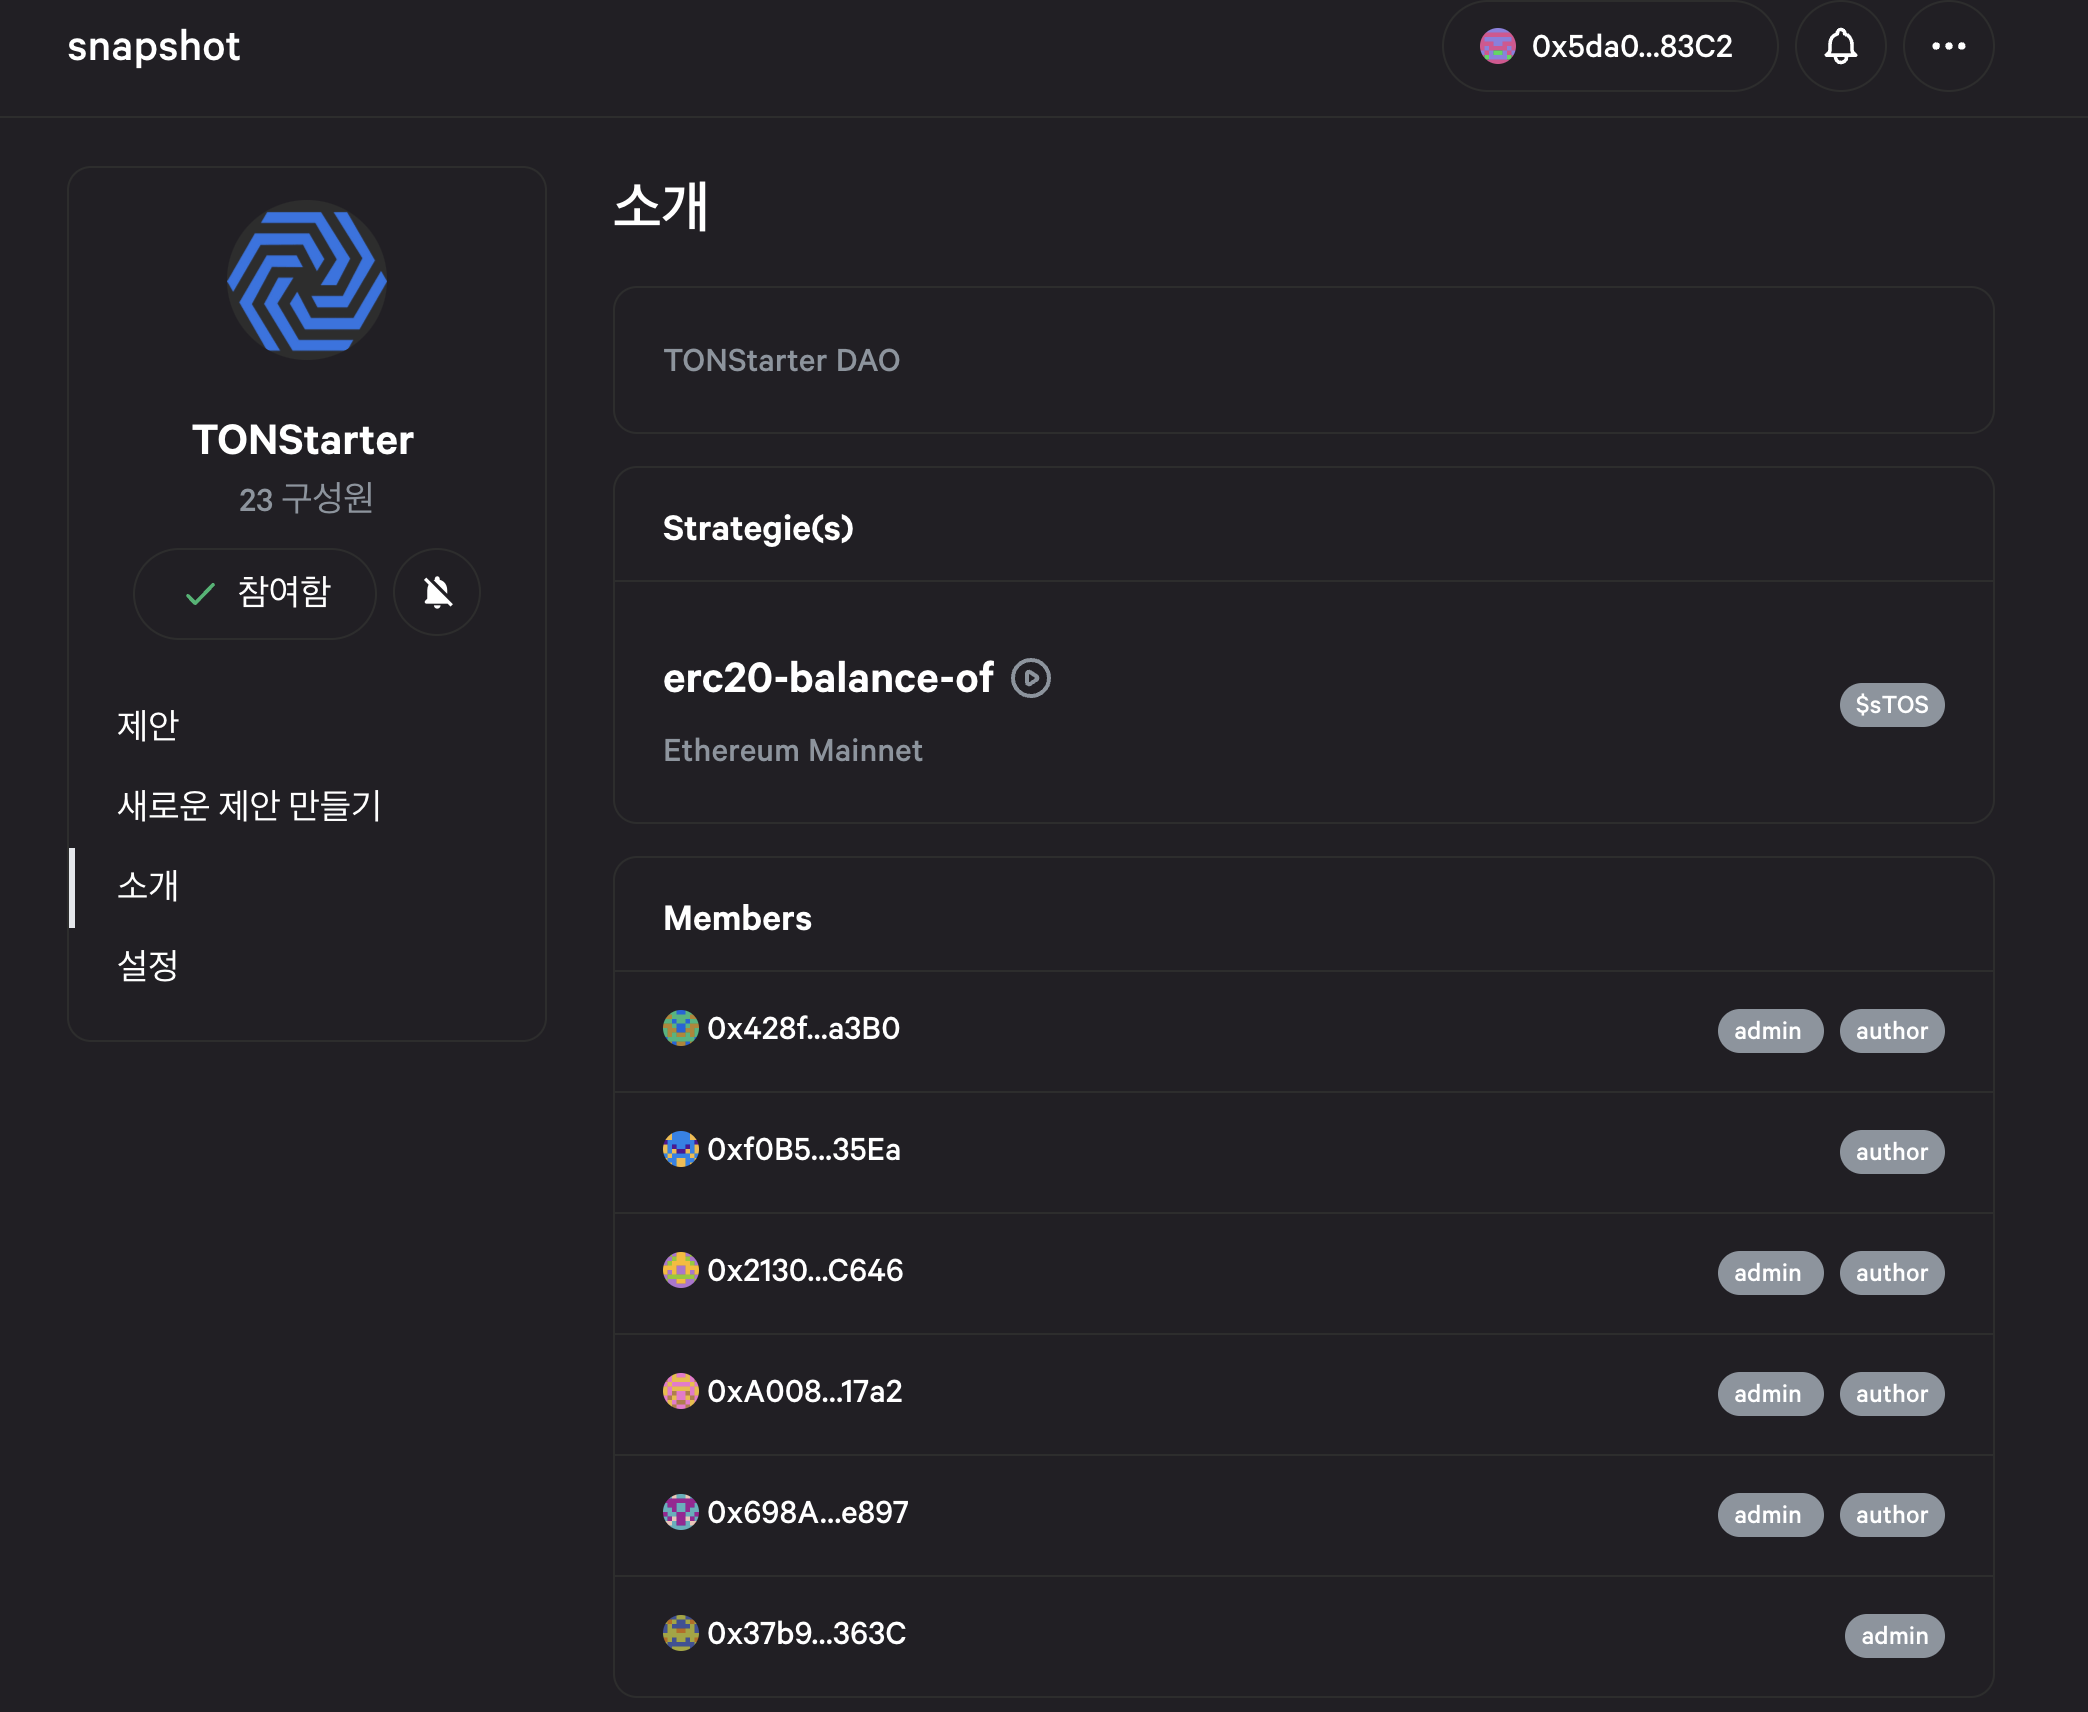 snapshot
0x5da0...83C2
TONStarter
23 구성원
참여함
제안
새로운 제안 만들기
소개
설정
소개
TONStarter DAO
Strategie(s)
erc20-balance-of
$sTOS
Ethereum Mainnet
Members
0x428f...a3B0 admin author
0xf0B5...35Ea author
0x2130...C646 admin author
0xA008...17a2 admin author
0x698A...e897 admin author
0x37b9...363C admin